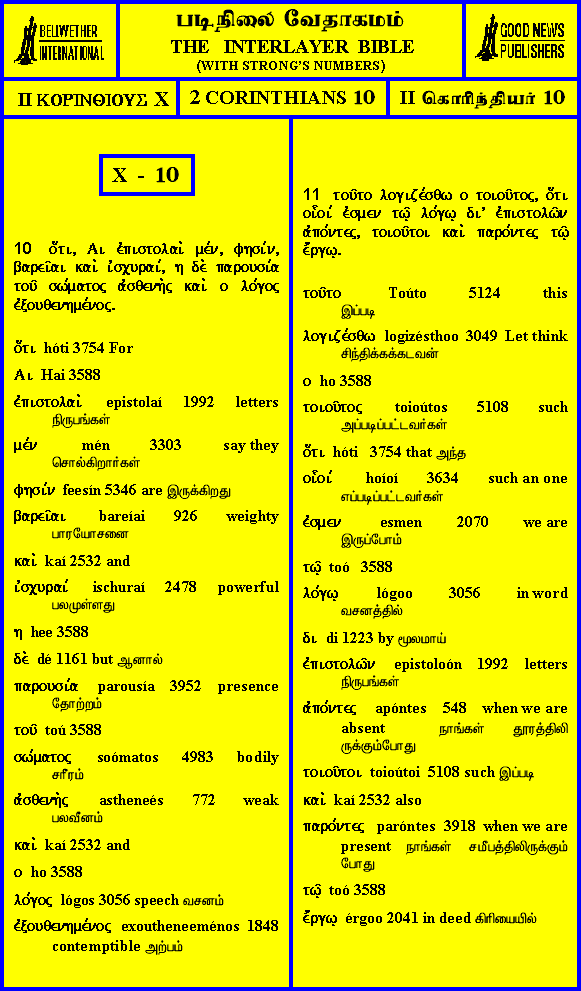 BELIWETHER
INTERNATIONAL
படிநிலை வேதாகமம்
THE INTERLAYER BIBLE
(WITH STRONG'S NUMBERS)
GOOD NEWS
PUBLISHERS
II ΚΟΡΙΝΘΙΟΥΣ X
2 CORINTHIANS 10
II கொரிந்தியர் 10
X - 10
10 ὅτι, Αι ἐπιστολαὶ μέν, φησίν,
βαρεῖαι καὶ ἰσχυραί, η δὲ παρουσία
τοῦ σώματος ἀσθενὴς καὶ ο λόγος
ἐξουθενημένος.
ὅτι hóti 3754 For
Αι Hai 3588
ἐπιστολαὶ epistolaí 1992 letters
நிருபங்கள்
μέν mén 3303 say they
சொல்கிறார்கள்
φησίν feesín 5346 are இருக்கிறது
βαρεῖαι bareíai 926 weighty
பாரயோசனை
καὶ kaí 2532 and
ἰσχυραί ischuraí 2478 powerful
பலமுள்ளது
η hee 3588
δὲ dé 1161 but ஆனால்
παρουσία parousía 3952 presence
தோற்றம்
τοῦ toú 3588
σώματος soómatos 4983 bodily
சரீரம்
ἀσθενὴς astheneés 772 weak
பலவீனம்
καὶ kaí 2532 and
ο ho 3588
λόγος lógos 3056 speech வசனம்
ἐξουθενημένος exoutheneeménos 1848
contemptible அற்பம்
11 τοῦτο λογιζέσθω ο τοιοῦτος, ὅτι
οἷοί ἐσμεν τῷ λόγῳ δι' ἐπιστολῶν
ἀπόντες, τοιοῦτοι καὶ παρόντες τῷ
ἔργῳ.
τοῦτο Toúto 5124 this
இப்படி
λογιζέσθω logizésthoo 3049 Let think
சிந்திக்கக்கடவன்
ο ho 3588
τοιοῦτος toioútos 5108 such
அப்படிப்பட்டவர்கள்
ὅτι hóti 3754 that அந்த
οἷοί hoíoí 3634 such an one
எப்படிப்பட்டவர்கள்
ἐσμεν esmen 2070 we are
இருப்போம்
τῷ toó 3588
λόγῳ lógoo 3056 in word
வசனத்தில்
δι di 1223 by மூலமாய்
ἐπιστολῶν epistoloón 1992 letters
நிருபங்கள்
ἀπόντες apóntes 548 when we are
absent நாங்கள் தூரத்திலி
ருக்கும்போது
τοιοῦτοι toioútoi 5108 such இப்படி
καὶ kaí 2532 also
παρόντες paróntes 3918 when we are
present நாங்கள் சமீபத்திலிருக்கும்
போது
τῷ toó 3588
ἔργῳ érgoo 2041 in deed கிரியையில்